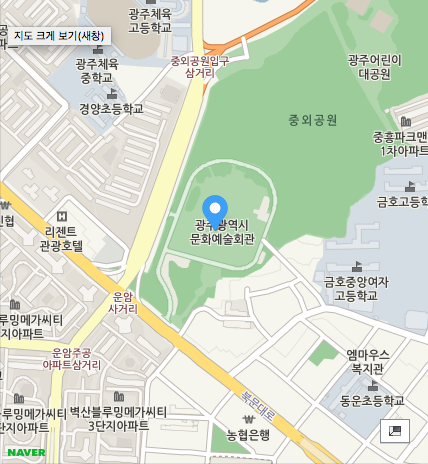 광주체육
고등학교
지도 크게 보기(새창)
중외공원입구
삼거리
광주체육
중학교
광주어린이
대공원
경양초등학교
중외공원
중흥파크맨
1차아파트
금호고등학교
신협
리젠트
관광호텔
광주광역시
문화예술회관
금호중앙여자
고등학교
운암
사거리
루밍메가씨티
지아파트
운암주공
아파트삼거리
엠마우스
복지관
동운초등학교
북문대로
블루밍메가씨티
단지아파트
벽산블루밍메가씨티
3단지아파트
농협은행
NAVER